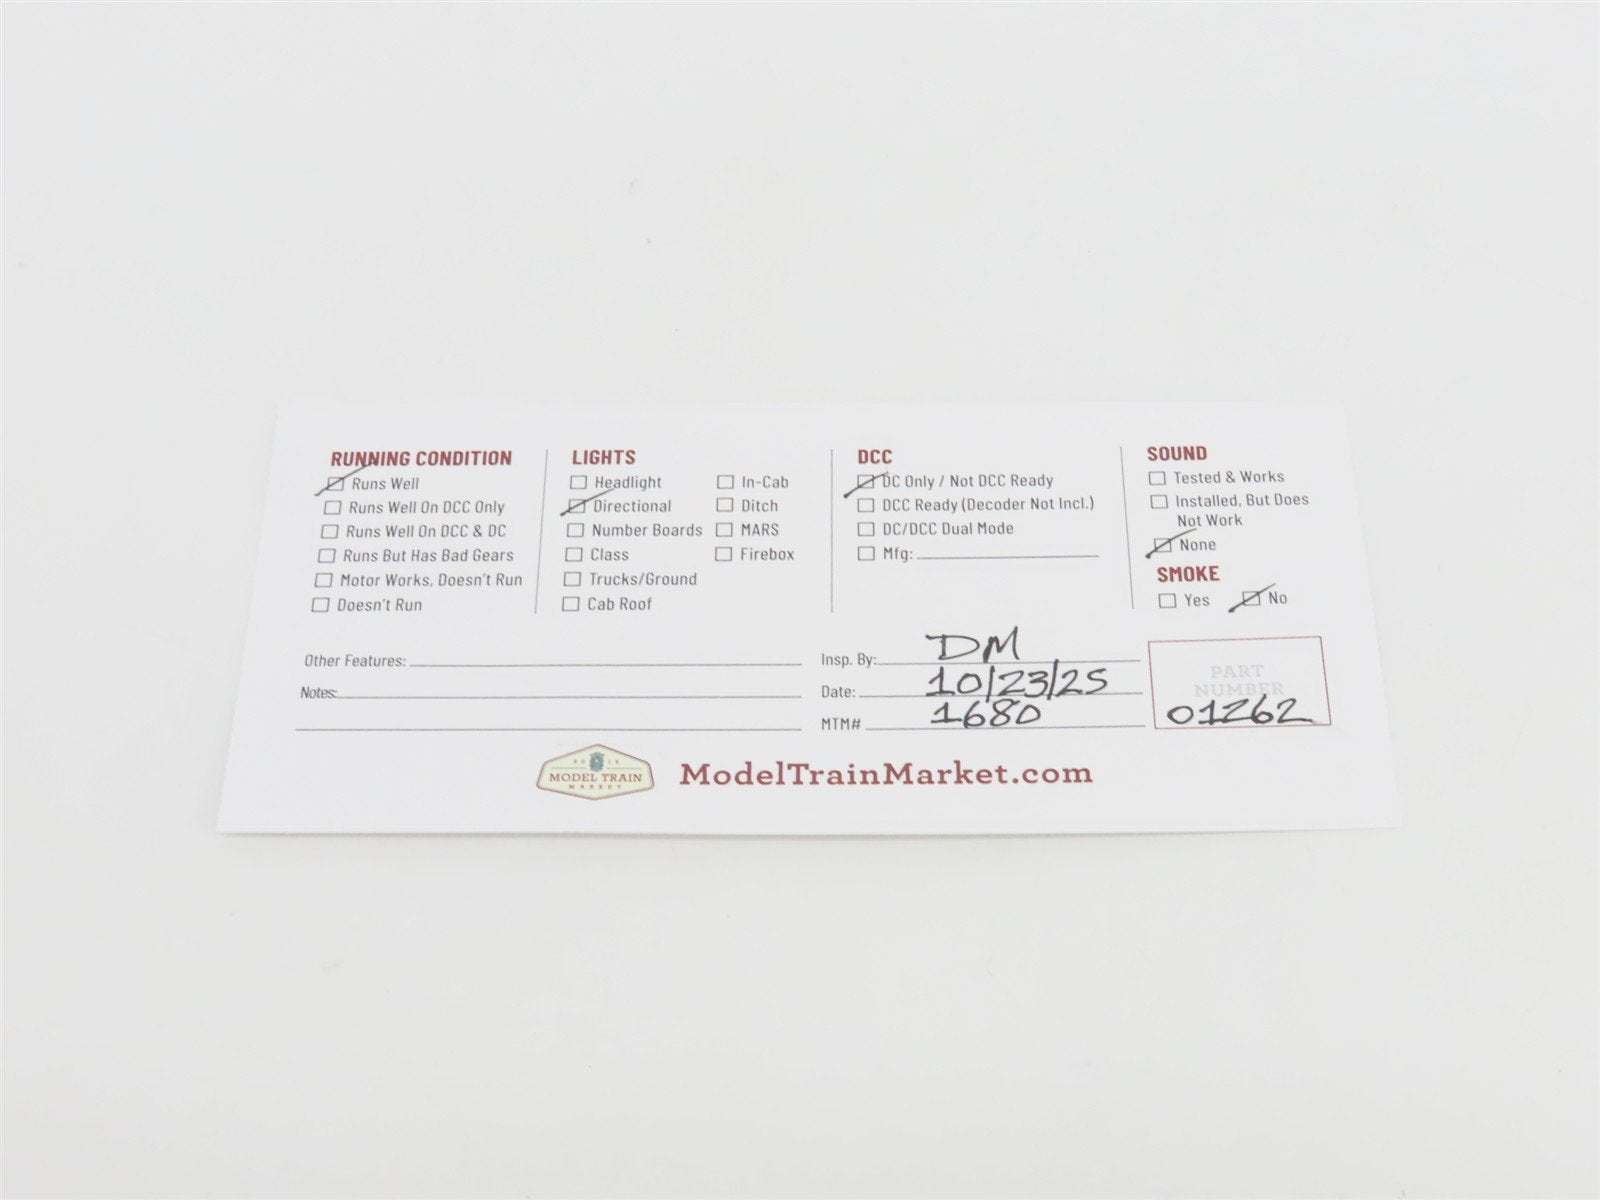 RUNNING CONDITION
Runs Well
Runs Well On DCC Only
Runs Well On DCC & DC
Runs But Has Bad Gears
Motor Works, Doesn't Run
Doesn't Run
LIGHTS
Headlight
Directional
Number Boards
Class
Trucks/Ground
Cab Roof
In-Cab
Ditch
MARS
Firebox
DCC
DC Only / Not DCC Ready
DCC Ready (Decoder Not Incl.)
DC/DCC Dual Mode
Mfg:
SOUND
Tested & Works
Installed, But Does
Not Work
None
SMOKE
Yes No
Other Features:
Notes:
Insp. By: DM
Date: 10/23/25
MTM# 1680
PART
NUMBER
01262
MODEL TRAIN
MARKET
ModelTrainMarket.com